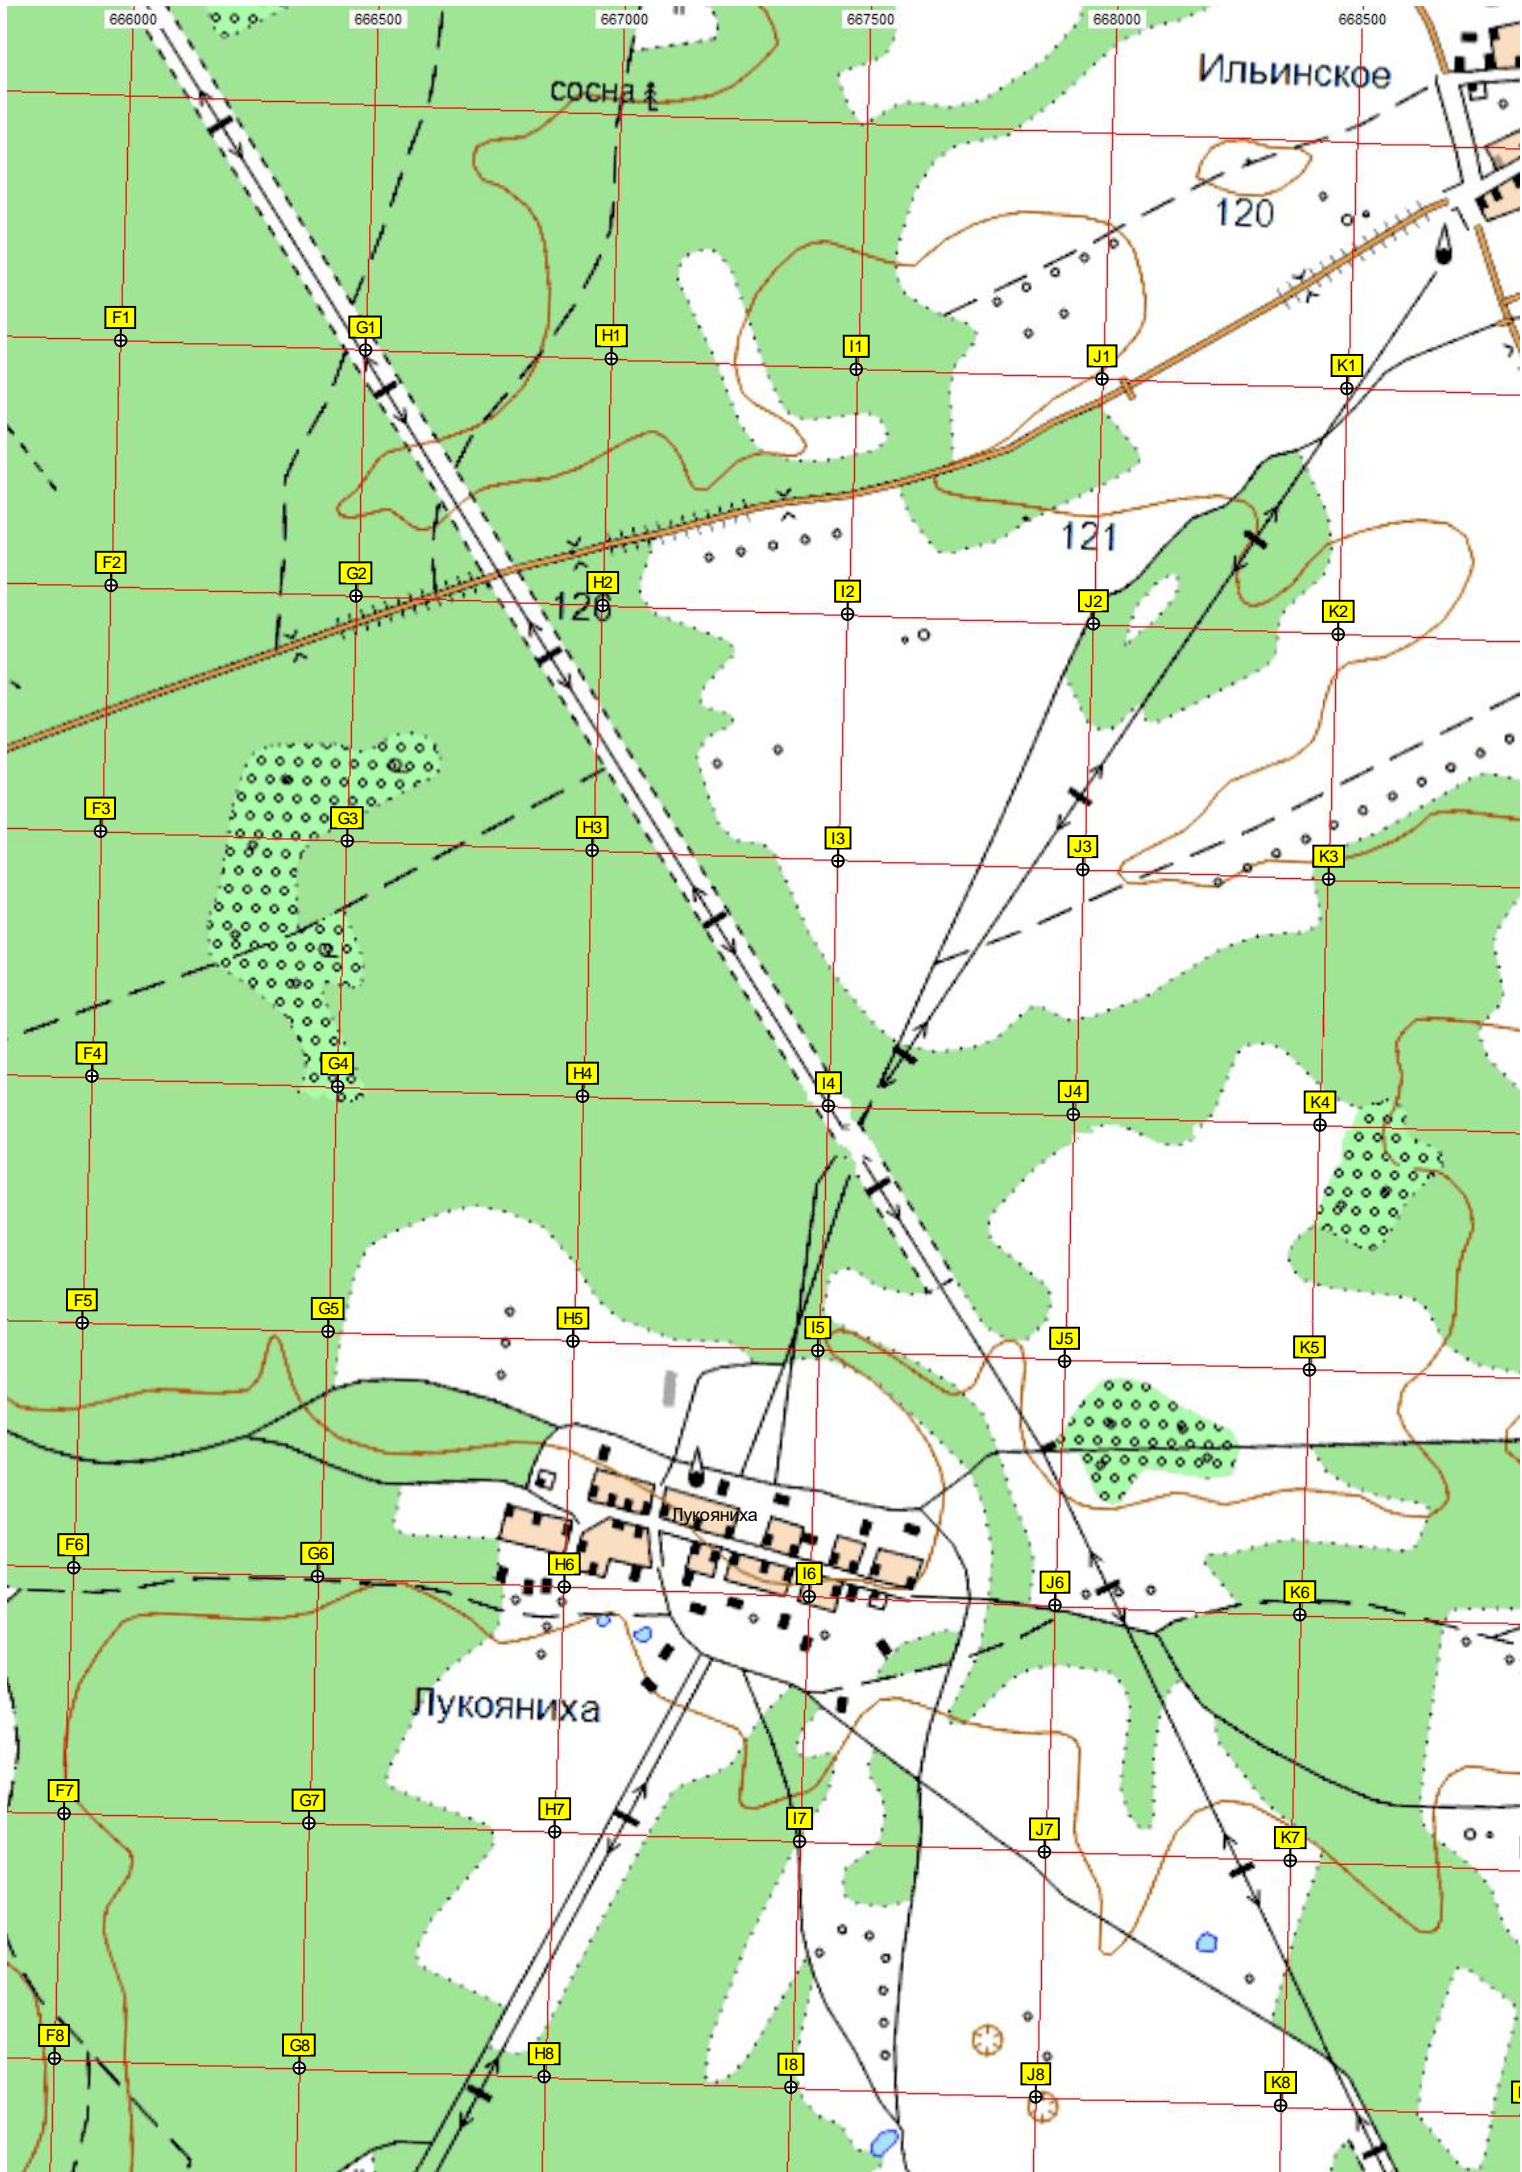 666000 666500 667000 667500 668000 668500
Ильинское
сосна
120
F1 G1 H1 I1 J1 K1
121
F2 G2 H2 I2 J2 K2
126
F3 G3 H3 I3 J3 K3
F4 G4 H4 I4 J4 K4
F5 G5 H5 I5 J5 K5
Лукояниха
F6 G6 H6 I6 J6 K6
Лукояниха
F7 G7 H7 I7 J7 K7
F8 G8 H8 I8 J8 K8